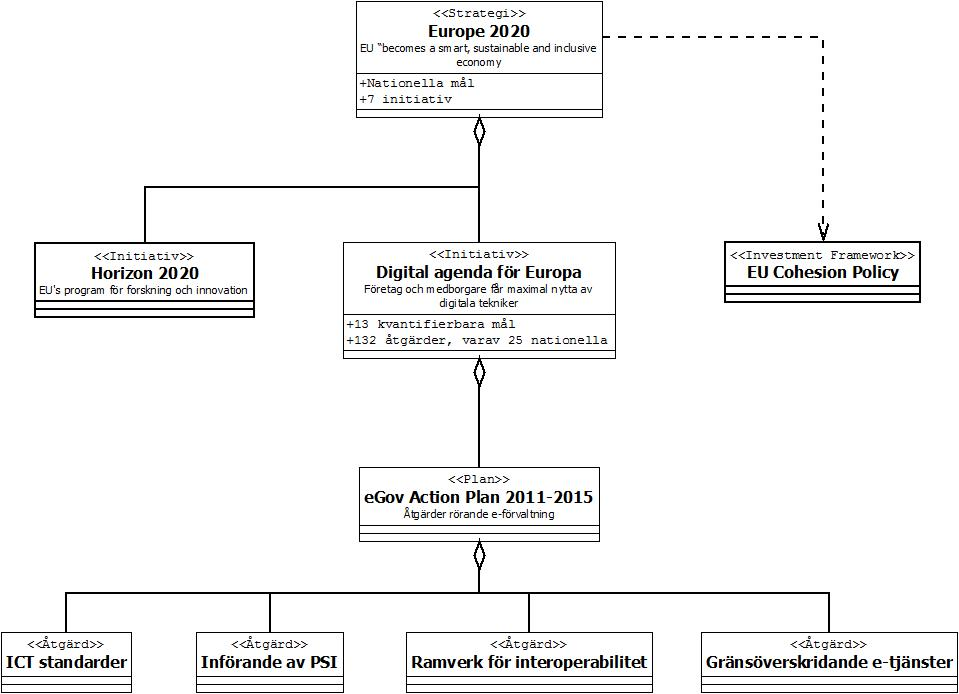 <<Strategi>>
Europe 2020
EU "becomes a smart, sustainable and inclusive
economy
+Nationella mål
+7 initiativ
<<Initiativ>>
Horizon 2020
EU's program för forskning och innovation
<<Initiativ>>
Digital agenda för Europa
Företag och medborgare får maximal nytta av
digitala tekniker
+13 kvantifierbara mål
+132 åtgärder, varav 25 nationella
<<Investment Framework>>
EU Cohesion Policy
<<Plan>>
eGov Action Plan 2011-2015
Åtgärder rörande e-förvaltning
<<Åtgärd>>
ICT standarder
<<Åtgärd>>
Införande av PSI
<<Åtgärd>>
Ramverk för interoperabilitet
<<Åtgärd>>
Gränsöverskridande e-tjänster